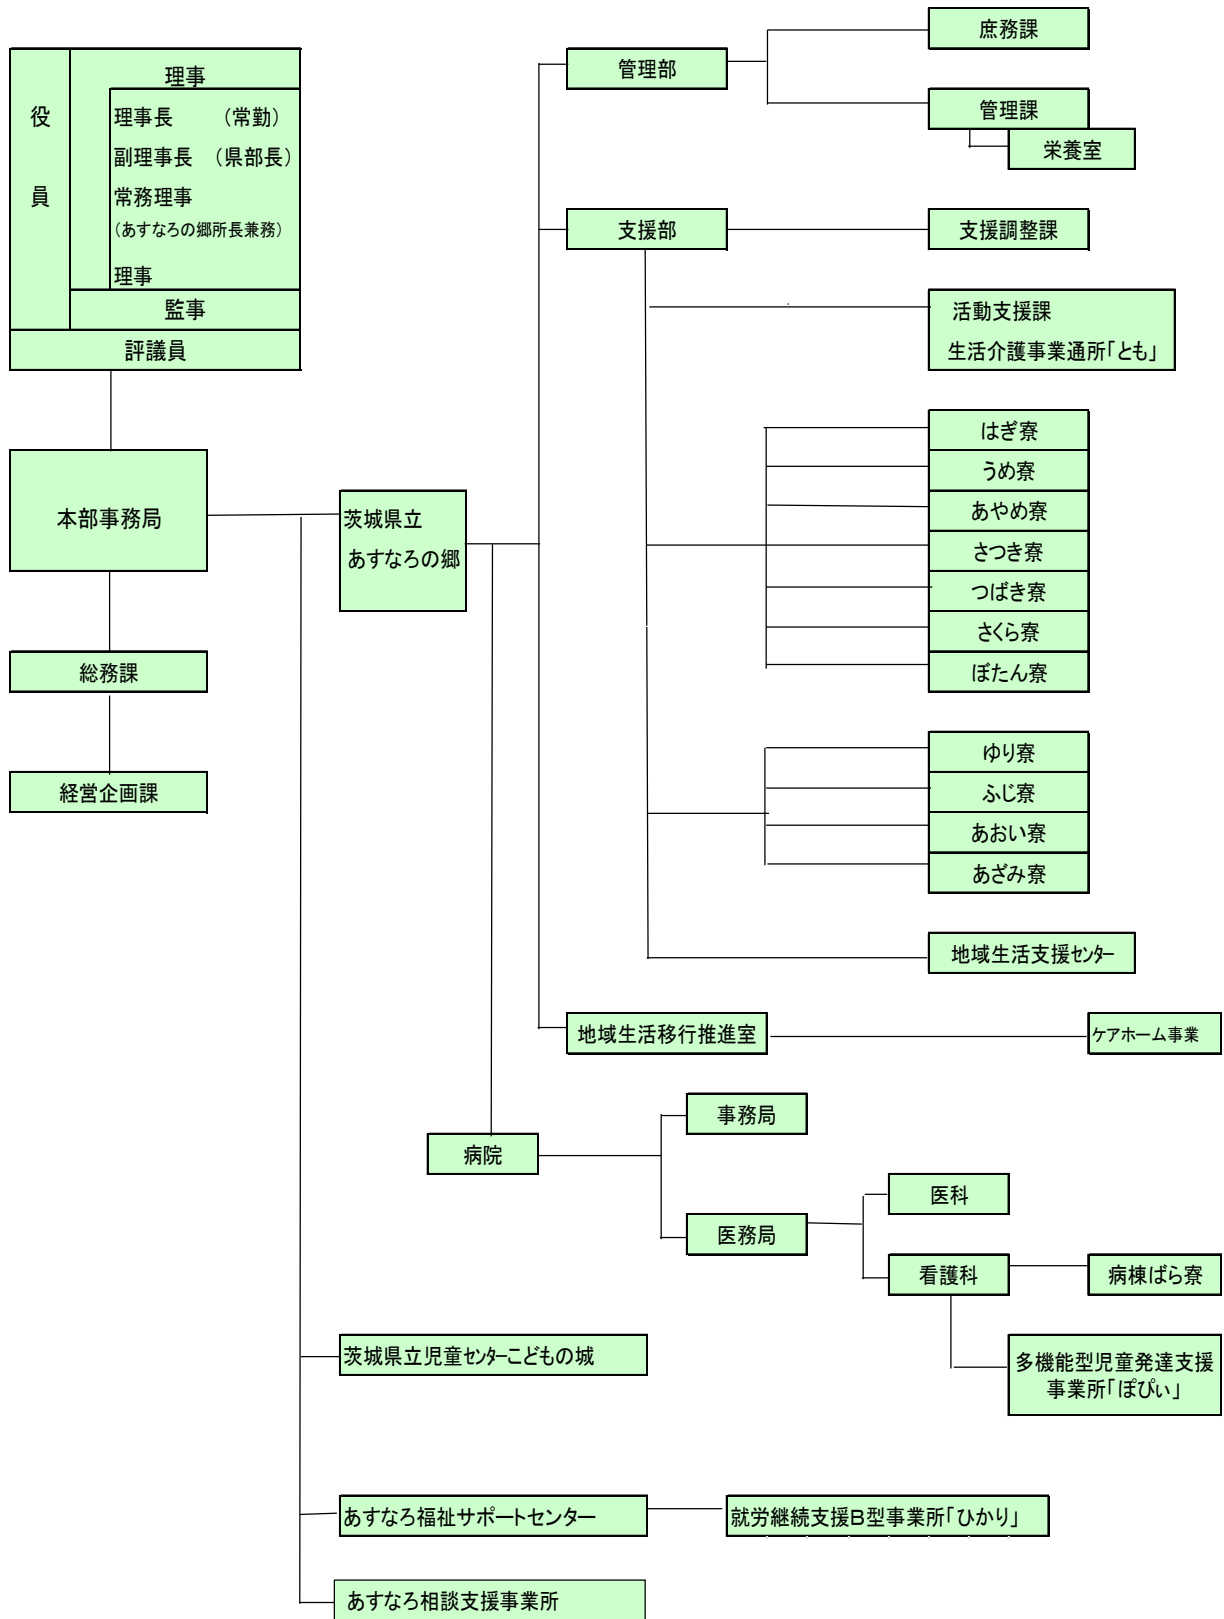 役員
理事
理事長　（常勤）
副理事長　（県部長）
常務理事
（あすなろの郷所長兼務）
理事
監事
評議員
本部事務局
総務課
経営企画課
茨城県立
あすなろの郷
管理部
庶務課
管理課
栄養室
支援部
支援調整課
活動支援課
生活介護事業通所「とも」
はぎ寮
うめ寮
あやめ寮
さつき寮
つばき寮
さくら寮
ぼたん寮
ゆり寮
ふじ寮
あおい寮
あざみ寮
地域生活支援センター
地域生活移行推進室
ケアホーム事業
病院
事務局
医務局
医科
看護科
病棟ばら寮
多機能型児童発達支援
事業所「ぽぴぃ」
茨城県立児童センターこどもの城
あすなろ福祉サポートセンター
就労継続支援Ｂ型事業所「ひかり」
あすなろ相談支援事業所